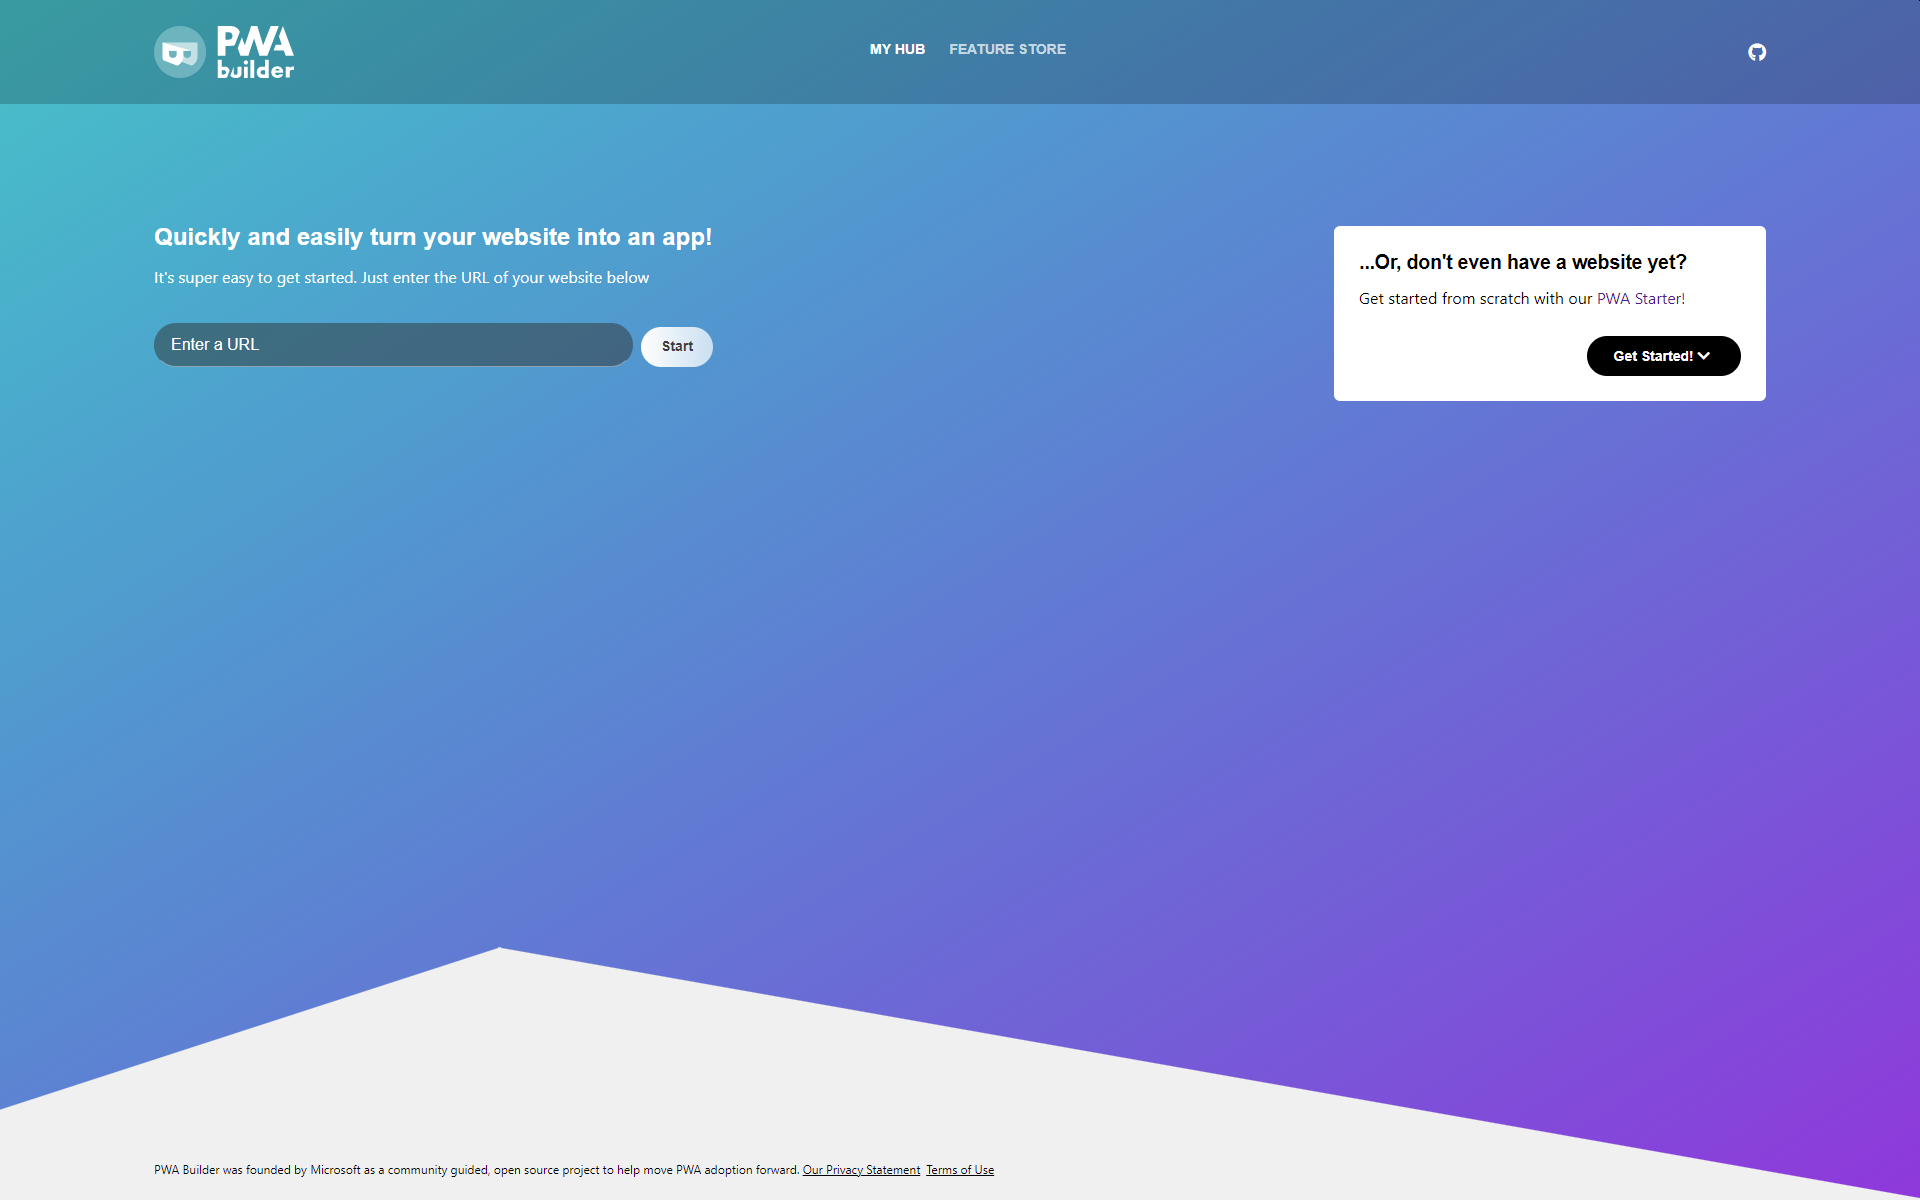 PWA
builder
MY HUB
FEATURE STORE
Quickly and easily turn your website into an app!
It's super easy to get started. Just enter the URL of your website below
Enter a URL
Start
...Or, don't even have a website yet?
Get started from scratch with our PWA Starter!
Get Started!
PWA Builder was founded by Microsoft as a community guided, open source project to help move PWA adoption forward. Our Privacy Statement Terms of Use